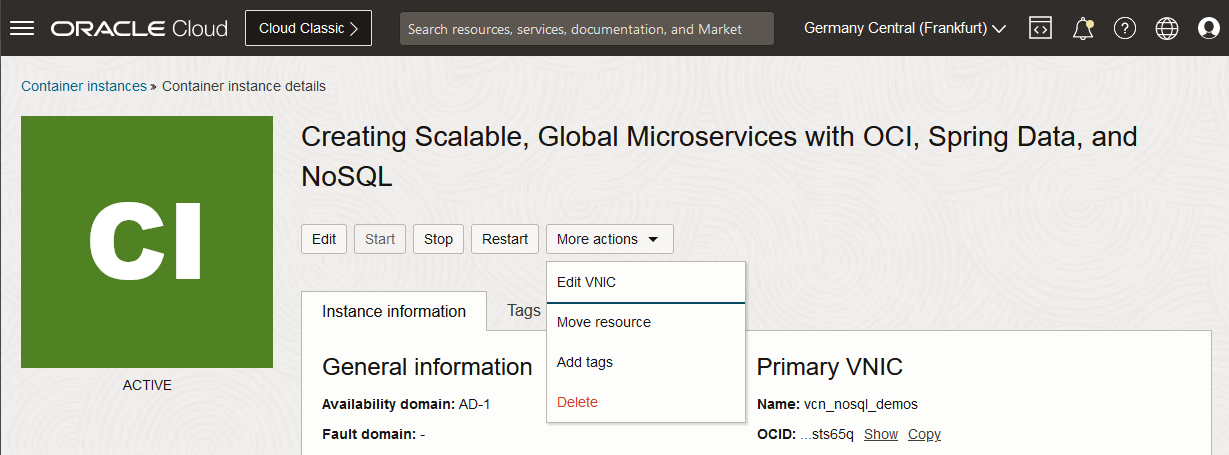 ORACLE Cloud
Cloud Classic
Search resources, services, documentation, and Market
Germany Central (Frankfurt)
Container instances » Container instance details
CI
ACTIVE
Creating Scalable, Global Microservices with OCI, Spring Data, and
NoSQL
Edit
Start
Stop
Restart
More actions
Edit VNIC
Move resource
Add tags
Delete
Instance information
Tags
General information
Availability domain: AD-1
Fault domain: -
Primary VNIC
Name: vcn_nosql_demos
OCID: ...sts65q Show Copy